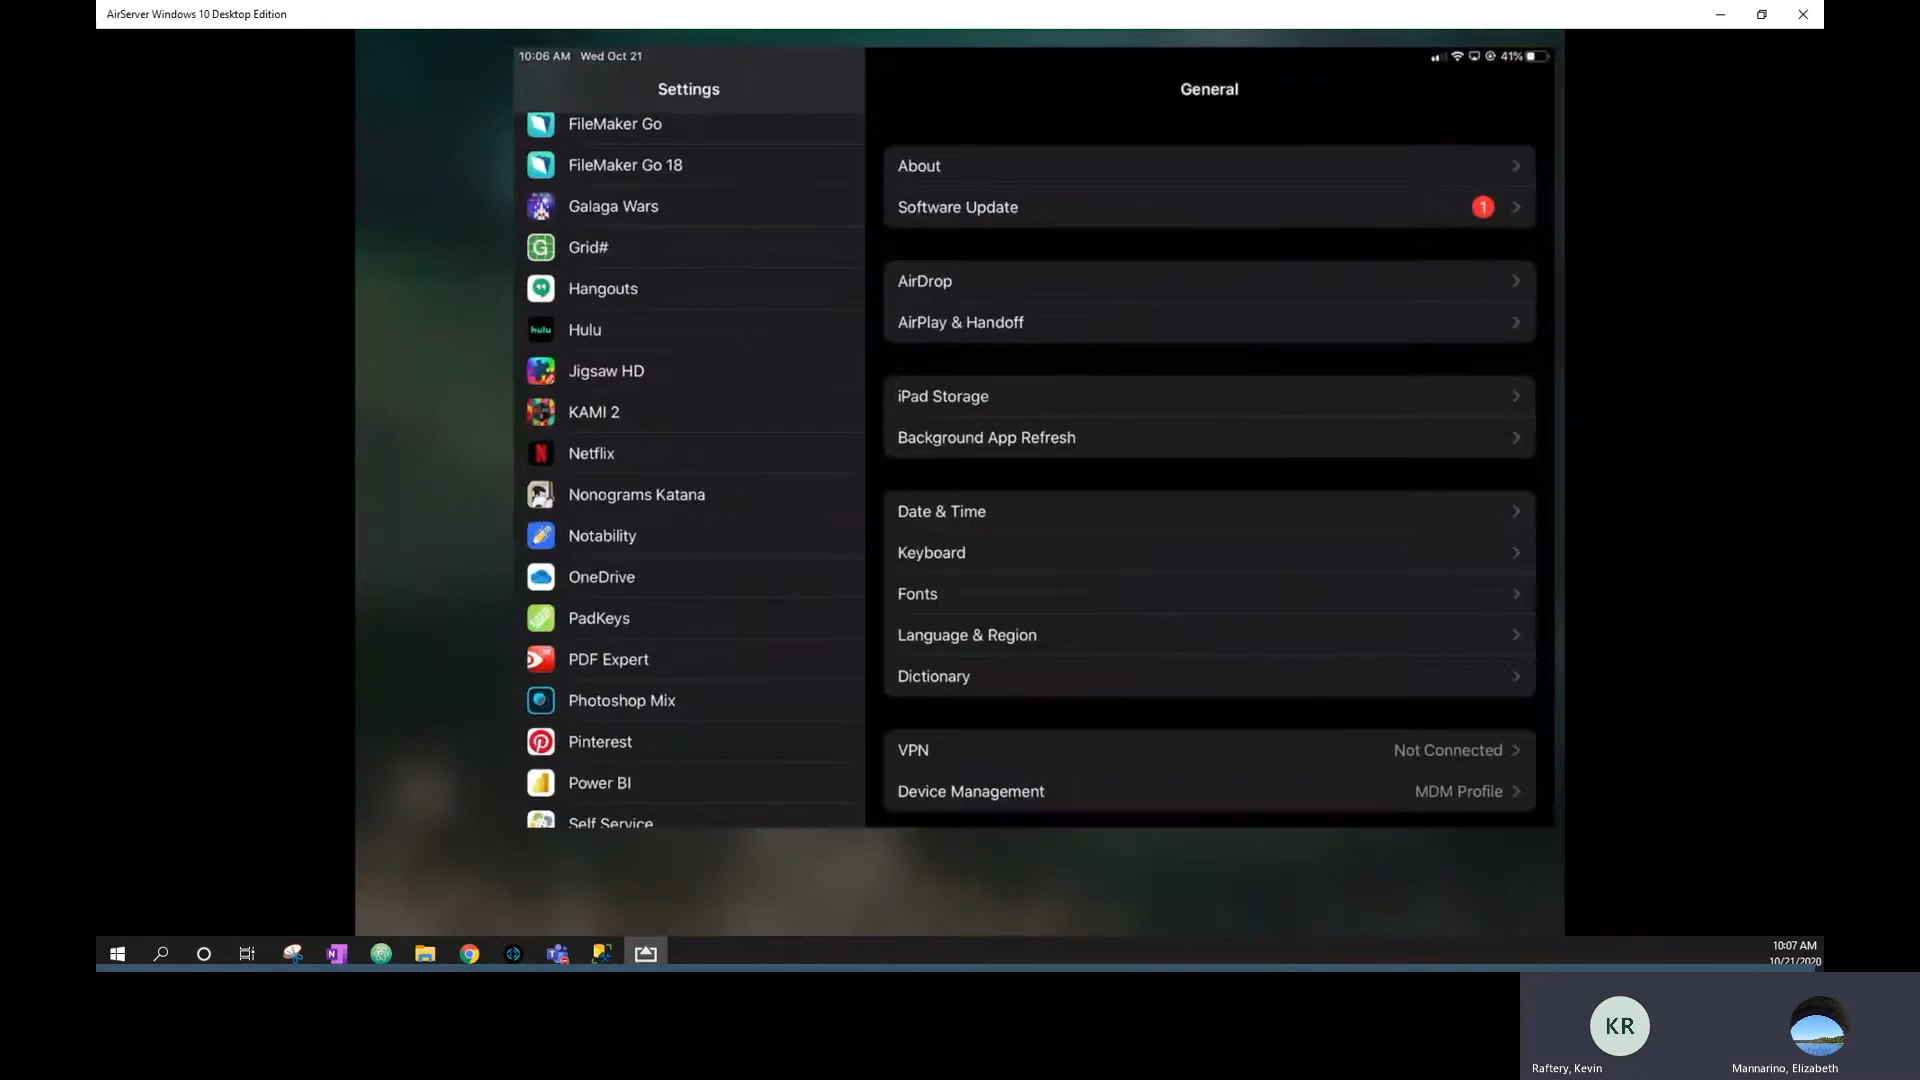 AirServer Windows 10 Desktop Edition
10:06 AM Wed Oct 21
41%
Settings
General
FileMaker Go
FileMaker Go 18
Galaga Wars
Grid#
Hangouts
hulu
Hulu
Jigsaw HD
KAMI 2
Netflix
Nonograms Katana
Notability
OneDrive
PadKeys
PDF Expert
Photoshop Mix
Pinterest
Power BI
Self Service
About
Software Update 1
AirDrop
AirPlay & Handoff
iPad Storage
Background App Refresh
Date & Time
Keyboard
Fonts
Language & Region
Dictionary
VPN Not Connected
Device Management MDM Profile
10:07 AM
10/21/2020
KR
Raftery, Kevin
Mannarino, Elizabeth